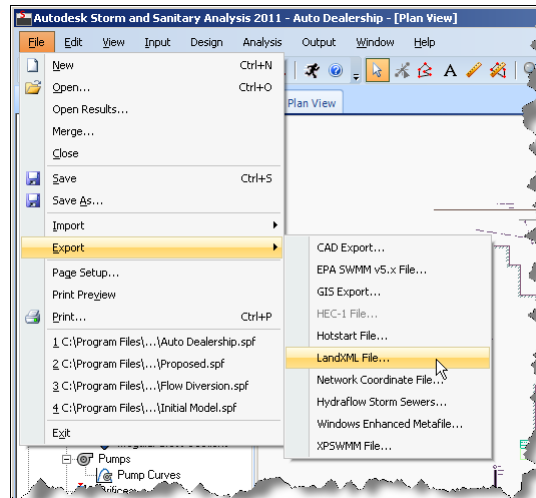 Autodesk Storm and Sanitary Analysis 2011 - Auto Dealership - [Plan View]
File Edit View Input Design Analysis Output Window Help
New Ctrl+N
Open... Ctrl+O
Plan View
Open Results...
Merge...
Close
Save Ctrl+S
Save As...
Import
Export
CAD Export...
EPA SWMM v5.x File...
GIS Export...
HEC-1 File...
Hotstart File...
LandXML File...
Network Coordinate File...
Hydraflow Storm Sewers...
Windows Enhanced Metafile...
XPSWMM File...
Page Setup...
Print Preview
Print... Ctrl+P
1 C:\Program Files\...\Auto Dealership.spf
2 C:\Program Files\...\Proposed.spf
3 C:\Program Files\...\Flow Diversion.spf
4 C:\Program Files\...\Initial Model.spf
Exit
Pumps
Pump Curves